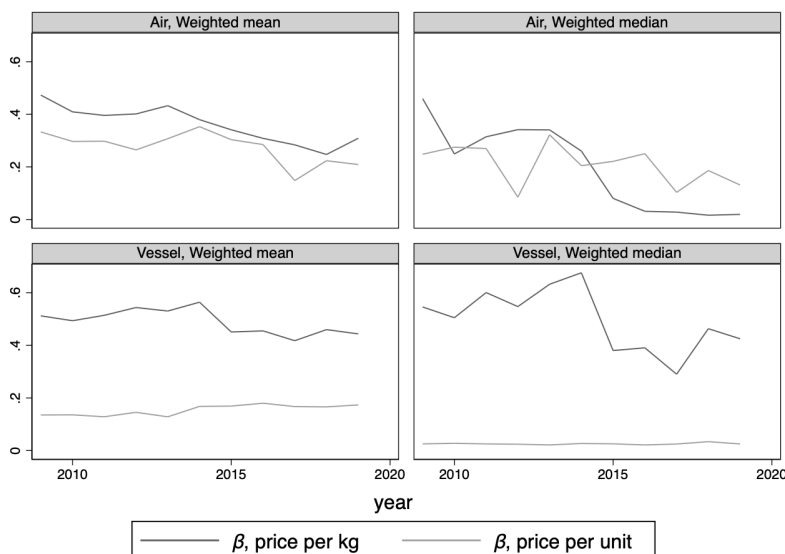 Air, Weighted mean
Air, Weighted median
0 .2 .4 .6
Vessel, Weighted mean
Vessel, Weighted median
0 .2 .4 .6
2010 2015 2020
2010 2015 2020
year
β, price per kg
β, price per unit